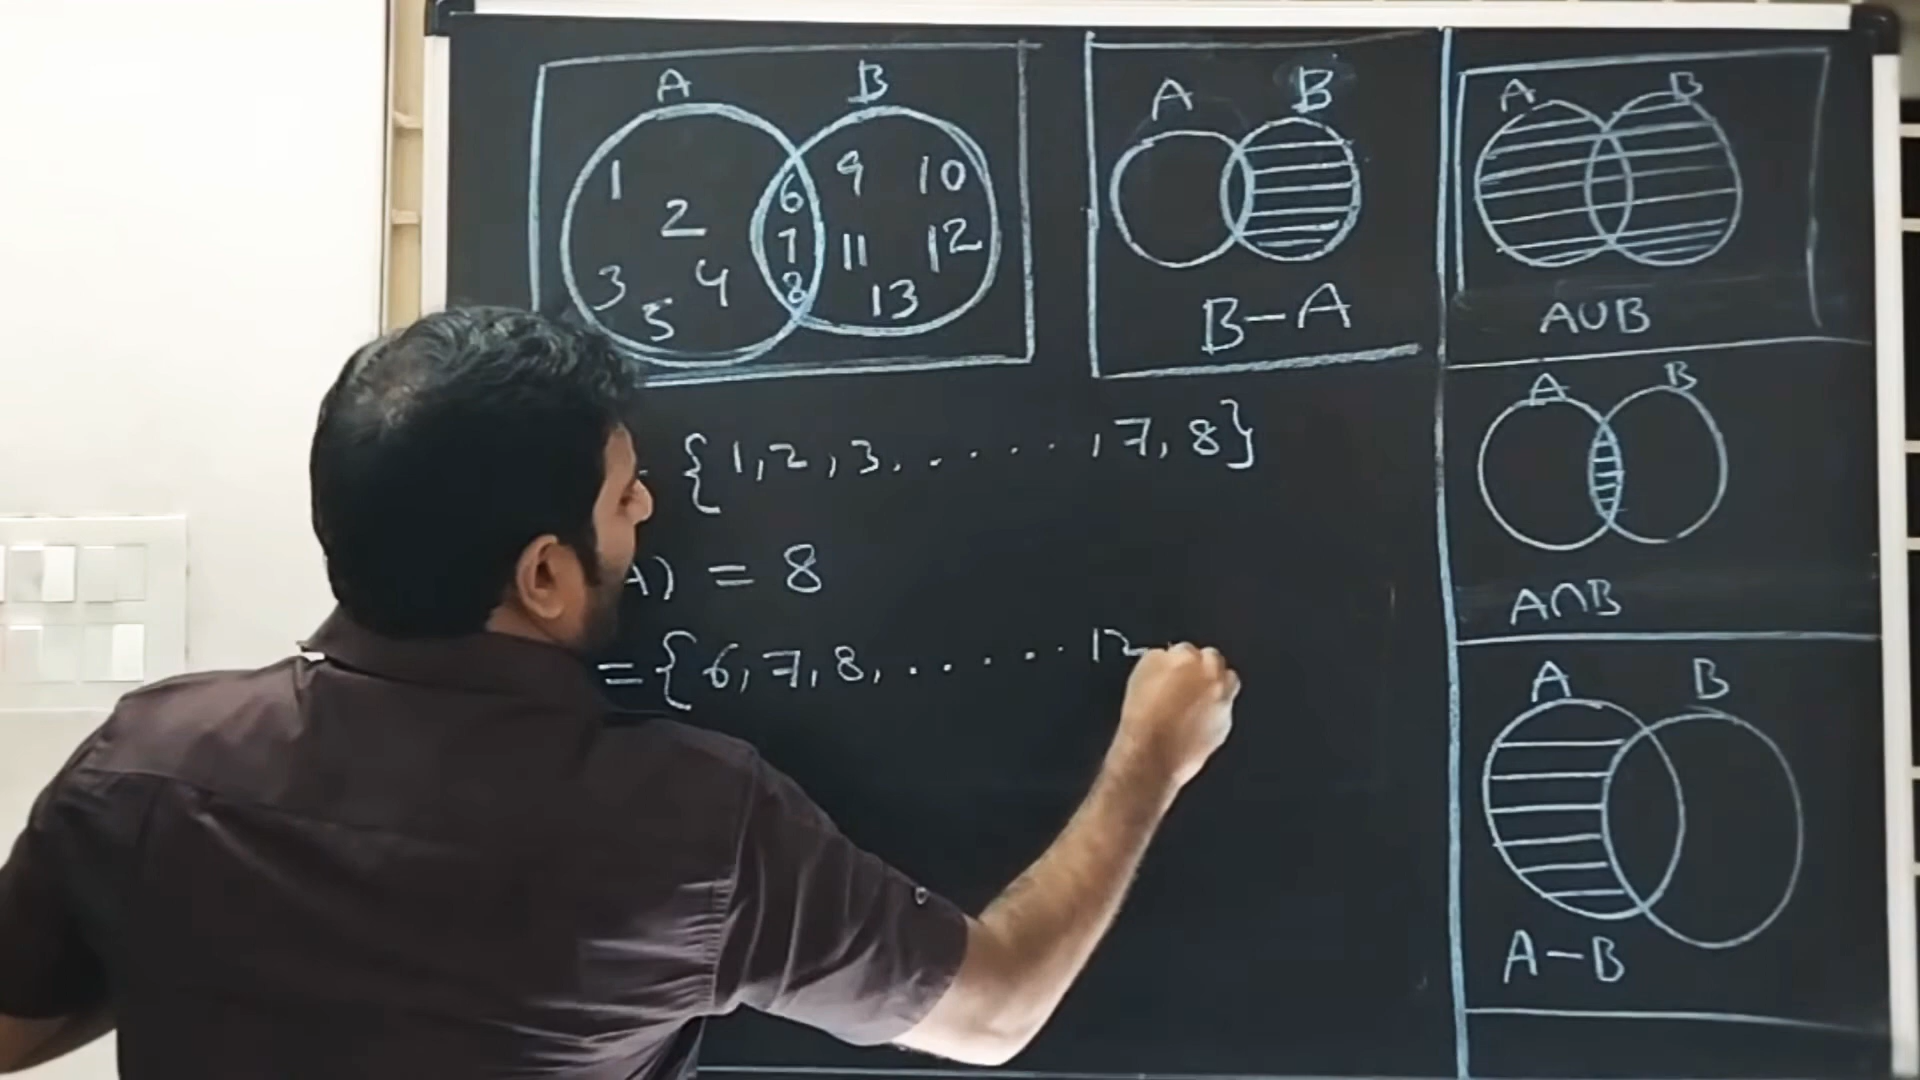 A B
1 2 3 4 5 6 7 8 9 10 11 12 13
A B
B-A
A B
A∪B
A B
A∩B
A B
A-B
{1,2,3,.....,7,8}
A) = 8
={6,7,8,.....12